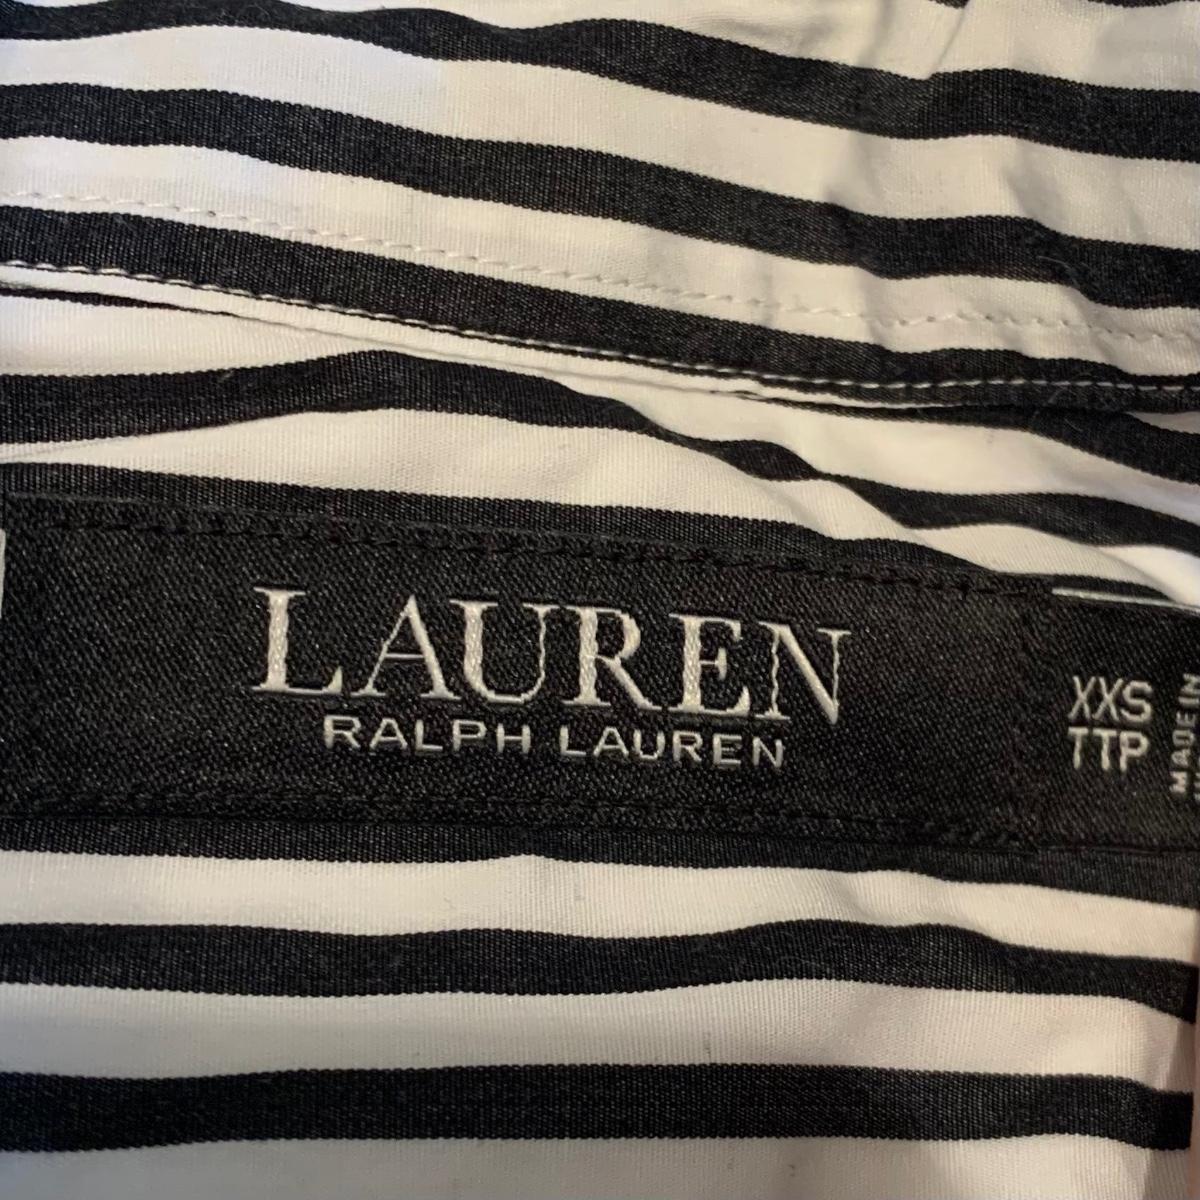 LAUREN
RALPH LAUREN
XXS
TTP
MADE IN